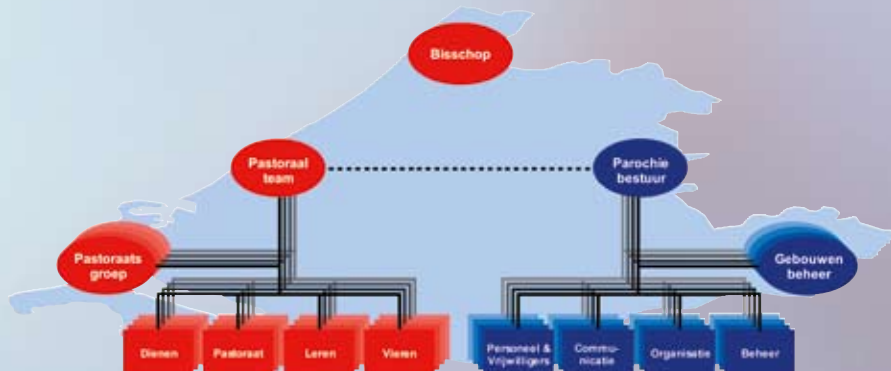 Bisschop
Pastoraal
team
Parochie
bestuur
Pastoraats
groep
Gebouwen
beheer
Dienen
Pastoraat
Leren
Vieren
Personeel &
Vrijwilligers
Commu-
nicatie
Organisatie
Beheer